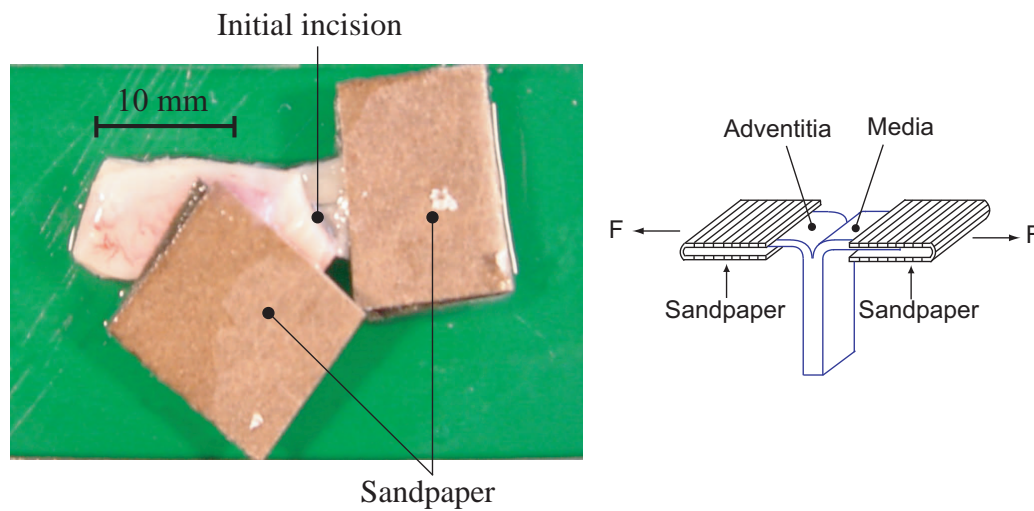 Initial incision
10 mm
Adventitia
Media
F
F
Sandpaper
Sandpaper
Sandpaper